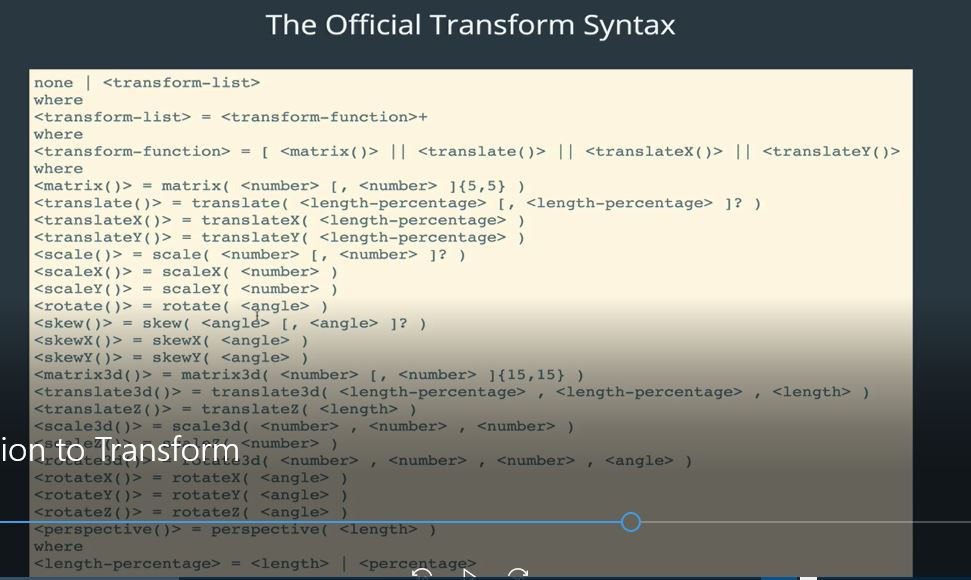 The Official Transform Syntax
none | <transform-list>
where
<transform-list> = <transform-function>+
where
<transform-function> = [ <matrix()> || <translate()> || <translateX()> || <translateY()>
where
<matrix()> = matrix( <number> [, <number> ]{5,5} )
<translate()> = translate( <length-percentage> [, <length-percentage> ]? )
<translateX()> = translateX( <length-percentage> )
<translateY()> = translateY( <length-percentage> )
<scale()> = scale( <number> [, <number> ]? )
<scaleX()> = scaleX( <number> )
<scaleY()> = scaleY( <number> )
<rotate()> = rotate( <angle> )
<skew()> = skew( <angle> [, <angle> ]? )
<skewX()> = skewX( <angle> )
<skewY()> = skewY( <angle> )
<matrix3d()> = matrix3d( <number> [, <number> ]{15,15} )
<translate3d()> = translate3d( <length-percentage> , <length-percentage> , <length> )
<translateZ()> = translateZ( <length> )
<scale3d()> = scale3d( <number> , <number> , <number> )
<scaleZ()> = scaleZ( <number> )
ion to Transform
<rotate3d()> = rotate3d( <number> , <number> , <number> , <angle> )
<rotateX()> = rotateX( <angle> )
<rotateY()> = rotateY( <angle> )
<rotateZ()> = rotateZ( <angle> )
<perspective()> = perspective( <length> )
where
<length-percentage> = <length> | <percentage>